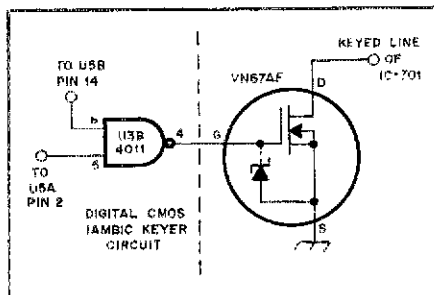 KEYED LINE
OF
IC-701
TO U5B
PIN 14
VN67AF
D
6
U3B
4011
4
G
5
TO
U5A
PIN 2
DIGITAL CMOS
IAMBIC KEYER
CIRCUIT
S